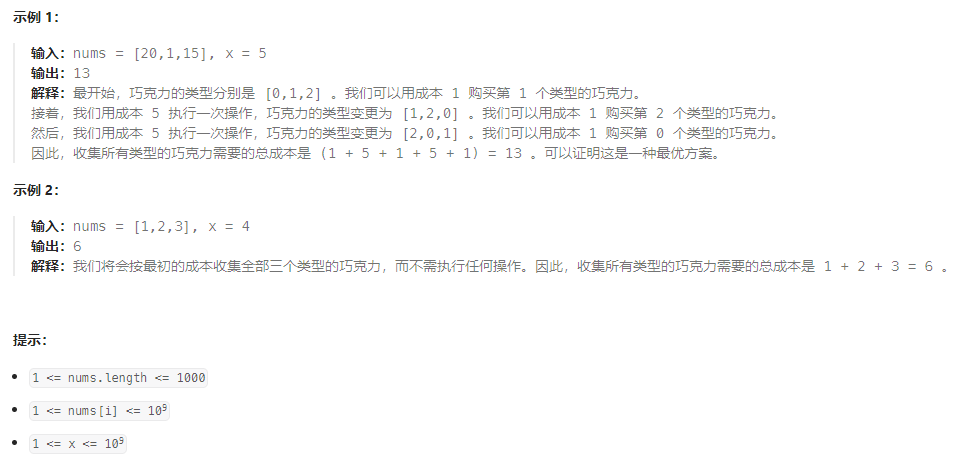 示例 1：
输入：nums = [20,1,15], x = 5
输出：13
解释：最开始，巧克力的类型分别是 [0,1,2] 。我们可以用成本 1 购买第 1 个类型的巧克力。
接着，我们用成本 5 执行一次操作，巧克力的类型变更为 [1,2,0] 。我们可以用成本 1 购买第 2 个类型的巧克力。
然后，我们用成本 5 执行一次操作，巧克力的类型变更为 [2,0,1] 。我们可以用成本 1 购买第 0 个类型的巧克力。
因此，收集所有类型的巧克力需要的总成本是 (1 + 5 + 1 + 5 + 1) = 13 。可以证明这是一种最优方案。
示例 2：
输入：nums = [1,2,3], x = 4
输出：6
解释：我们将会按最初的成本收集全部三个类型的巧克力，而不需执行任何操作。因此，收集所有类型的巧克力需要的总成本是 1 + 2 + 3 = 6 。
提示：
1 <= nums.length <= 1000
1 <= nums[i] <= 10⁹
1 <= x <= 10⁹